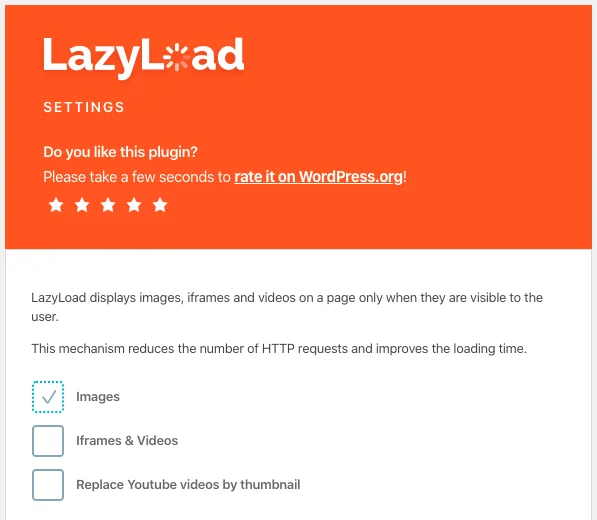 LazyLoad
SETTINGS
Do you like this plugin?
Please take a few seconds to rate it on WordPress.org!
LazyLoad displays images, iframes and videos on a page only when they are visible to the
user.
This mechanism reduces the number of HTTP requests and improves the loading time.
Images
Iframes & Videos
Replace Youtube videos by thumbnail